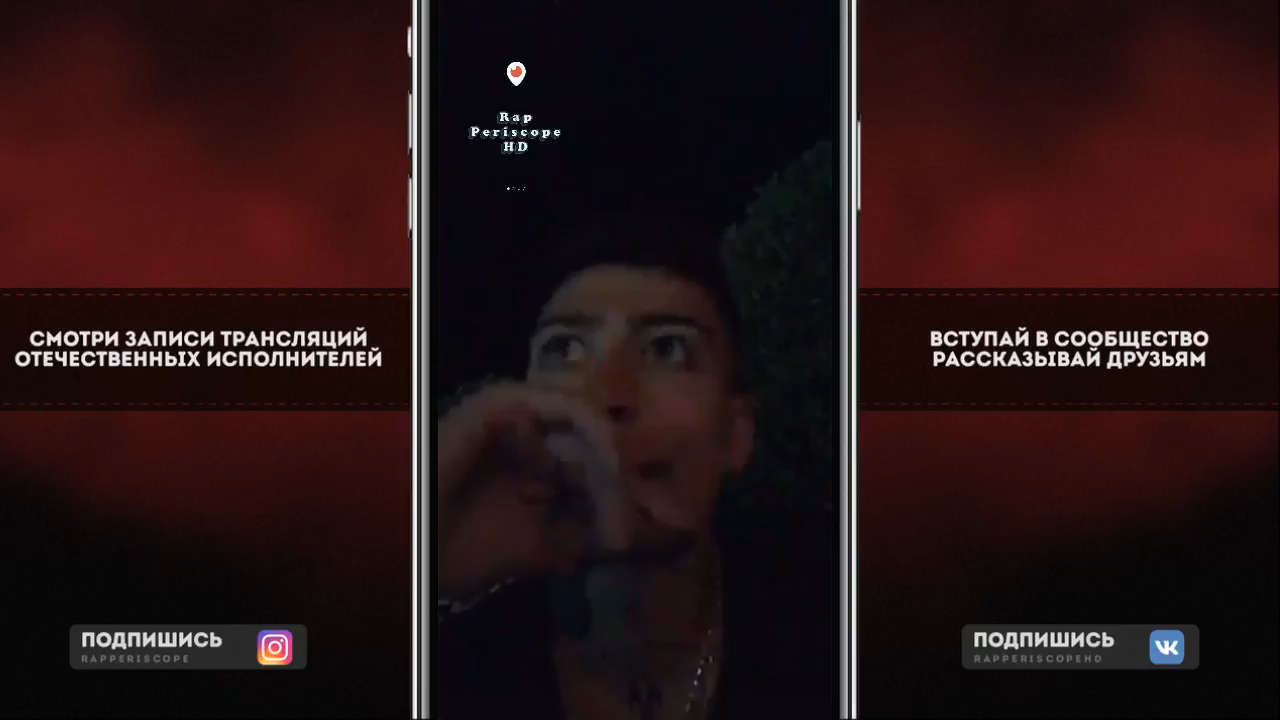 Rap
Periscope
HD
СМОТРИ ЗАПИСИ ТРАНСЛЯЦИЙ
ОТЕЧЕСТВЕННЫХ ИСПОЛНИТЕЛЕЙ
ВСТУПАЙ В СООБЩЕСТВО
РАССКАЗЫВАЙ ДРУЗЬЯМ
ПОДПИШИСЬ
RAPPERISCOPE
ПОДПИШИСЬ
RAPPERISCOPEHD